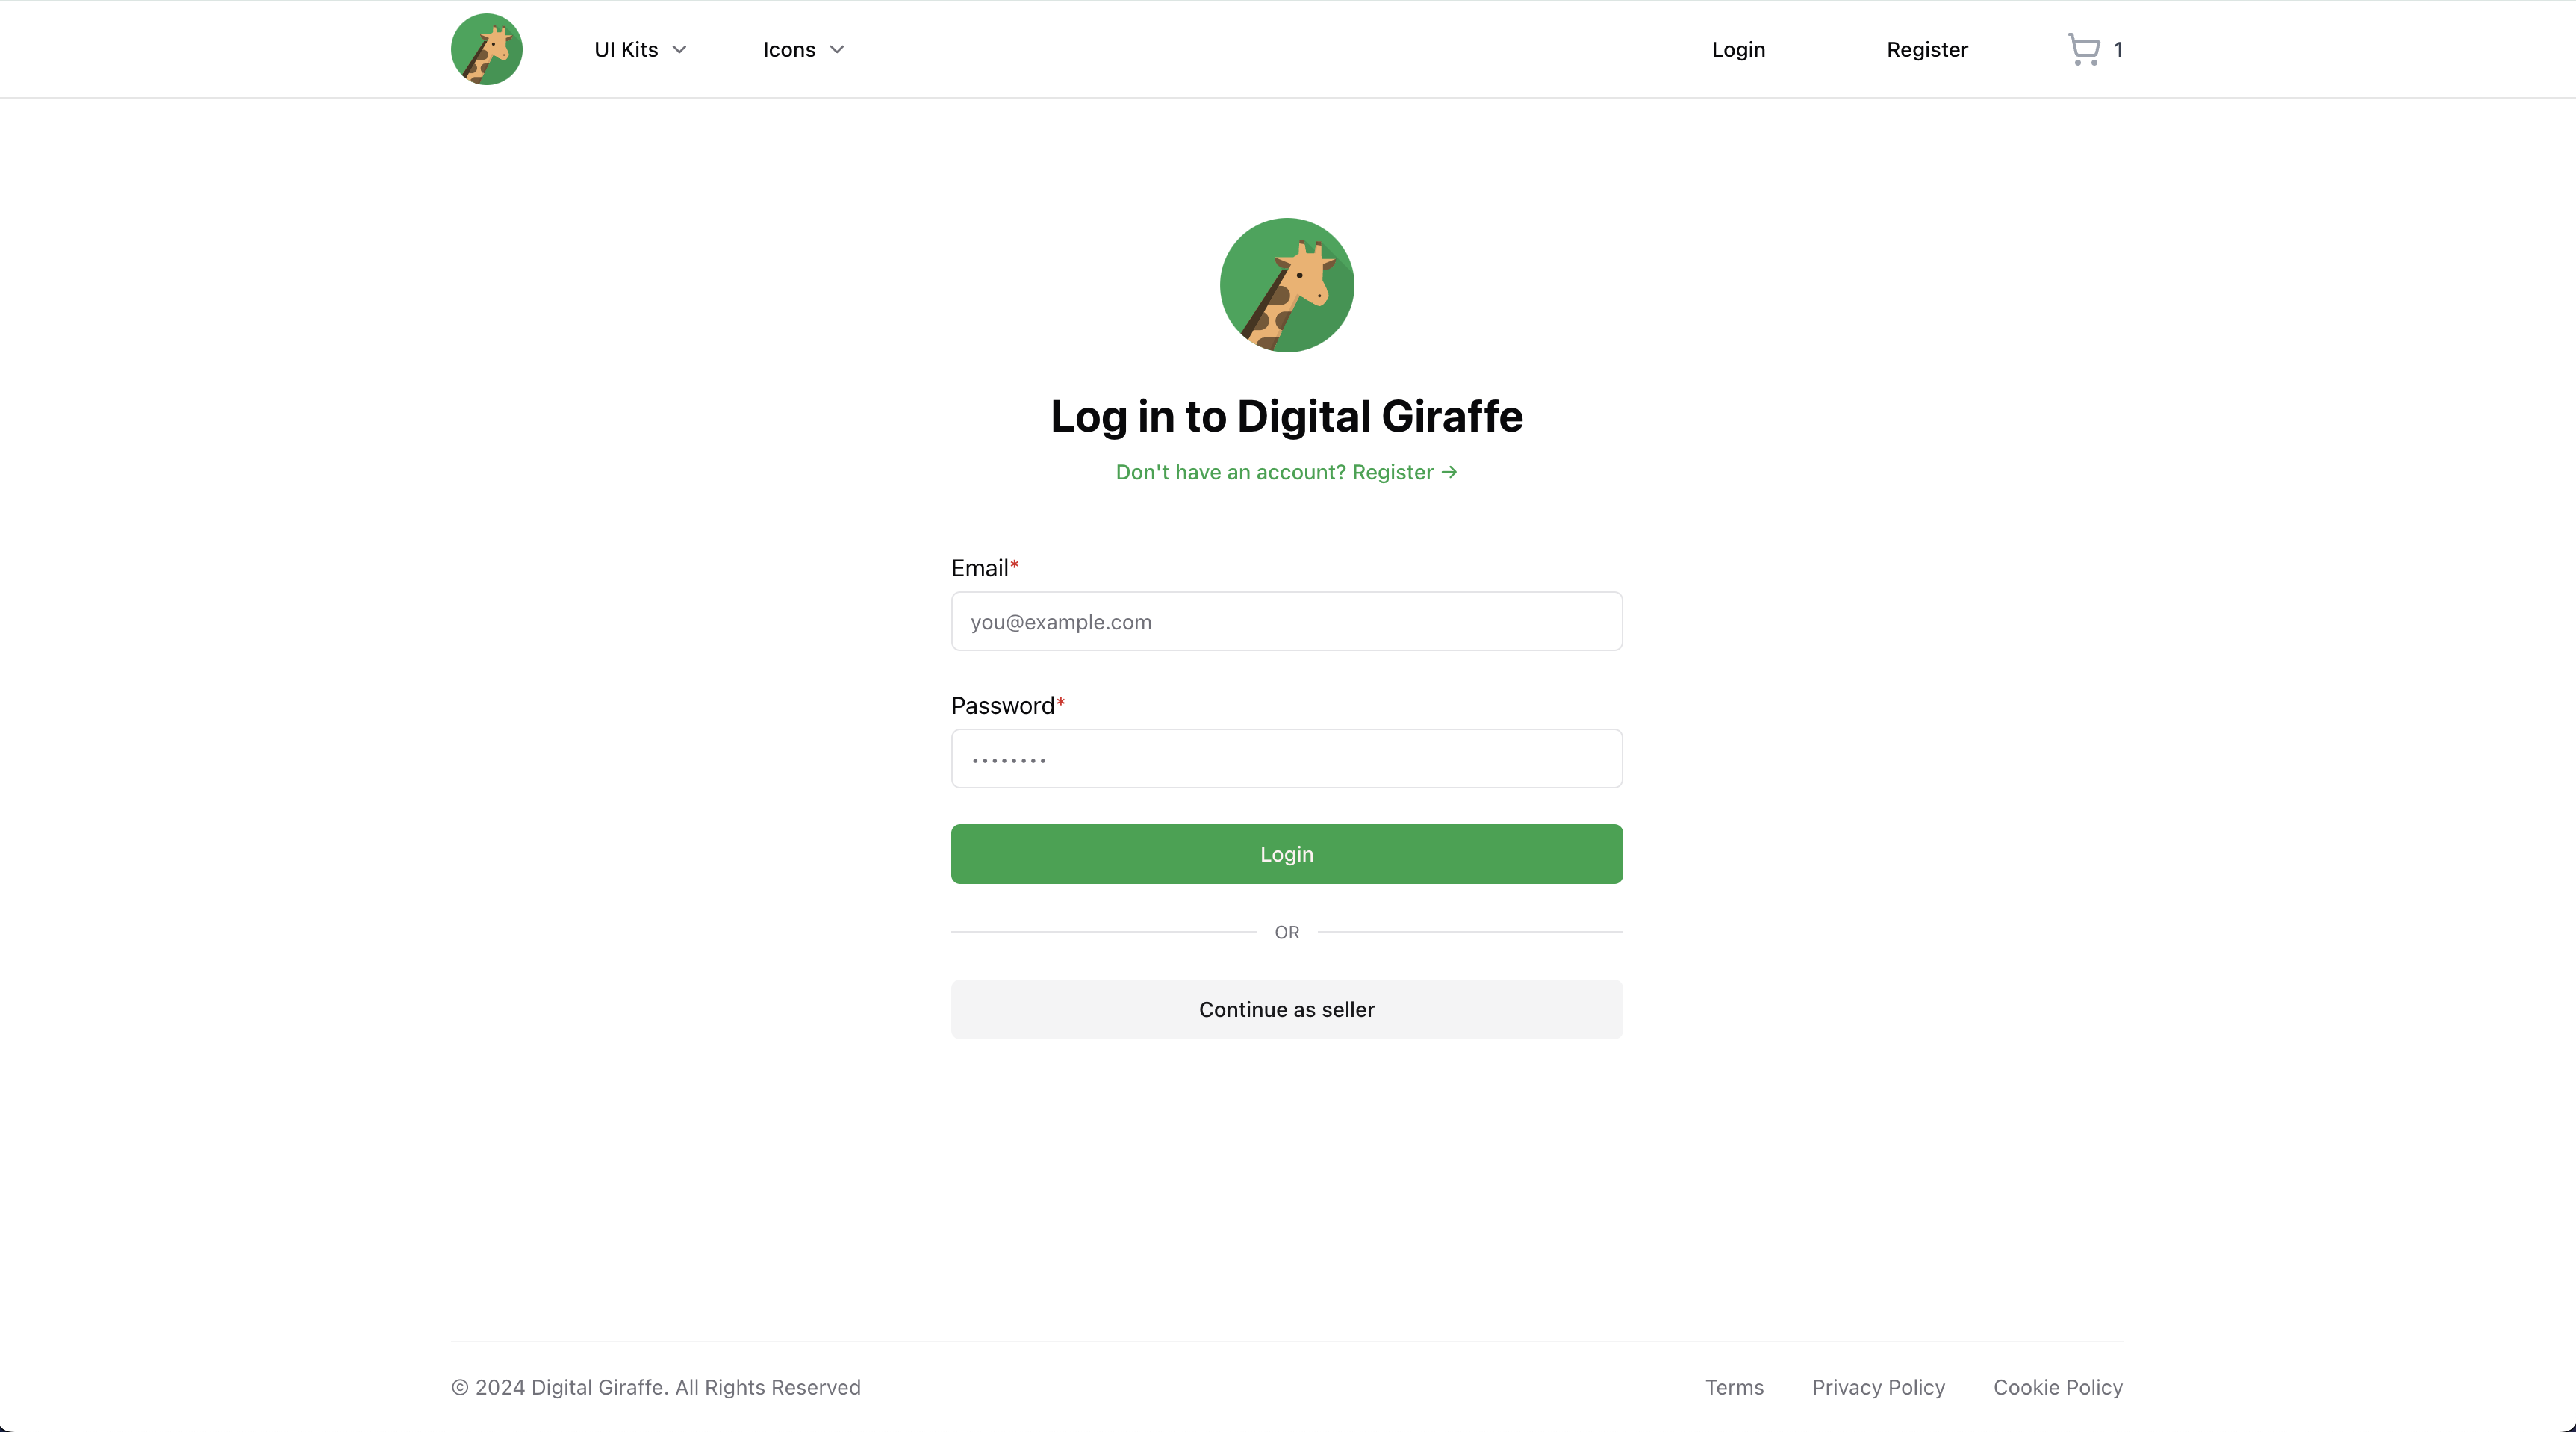 UI Kits
Icons
Login
Register
1
Log in to Digital Giraffe
Don't have an account? Register →
Email*
you@example.com
Password*
••••••••
Login
OR
Continue as seller
© 2024 Digital Giraffe. All Rights Reserved
Terms
Privacy Policy
Cookie Policy